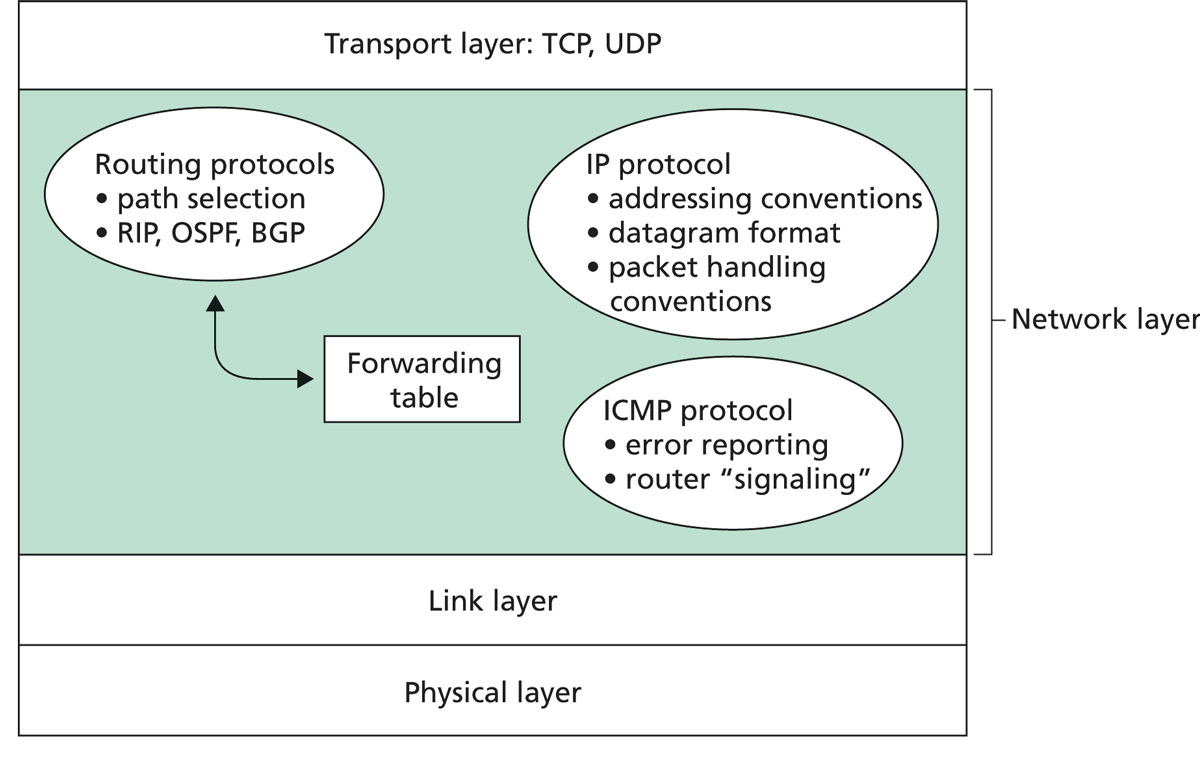 Transport layer: TCP, UDP
Routing protocols
• path selection
• RIP, OSPF, BGP
IP protocol
• addressing conventions
• datagram format
• packet handling
conventions
Network layer
Forwarding
table
ICMP protocol
• error reporting
• router “signaling”
Link layer
Physical layer